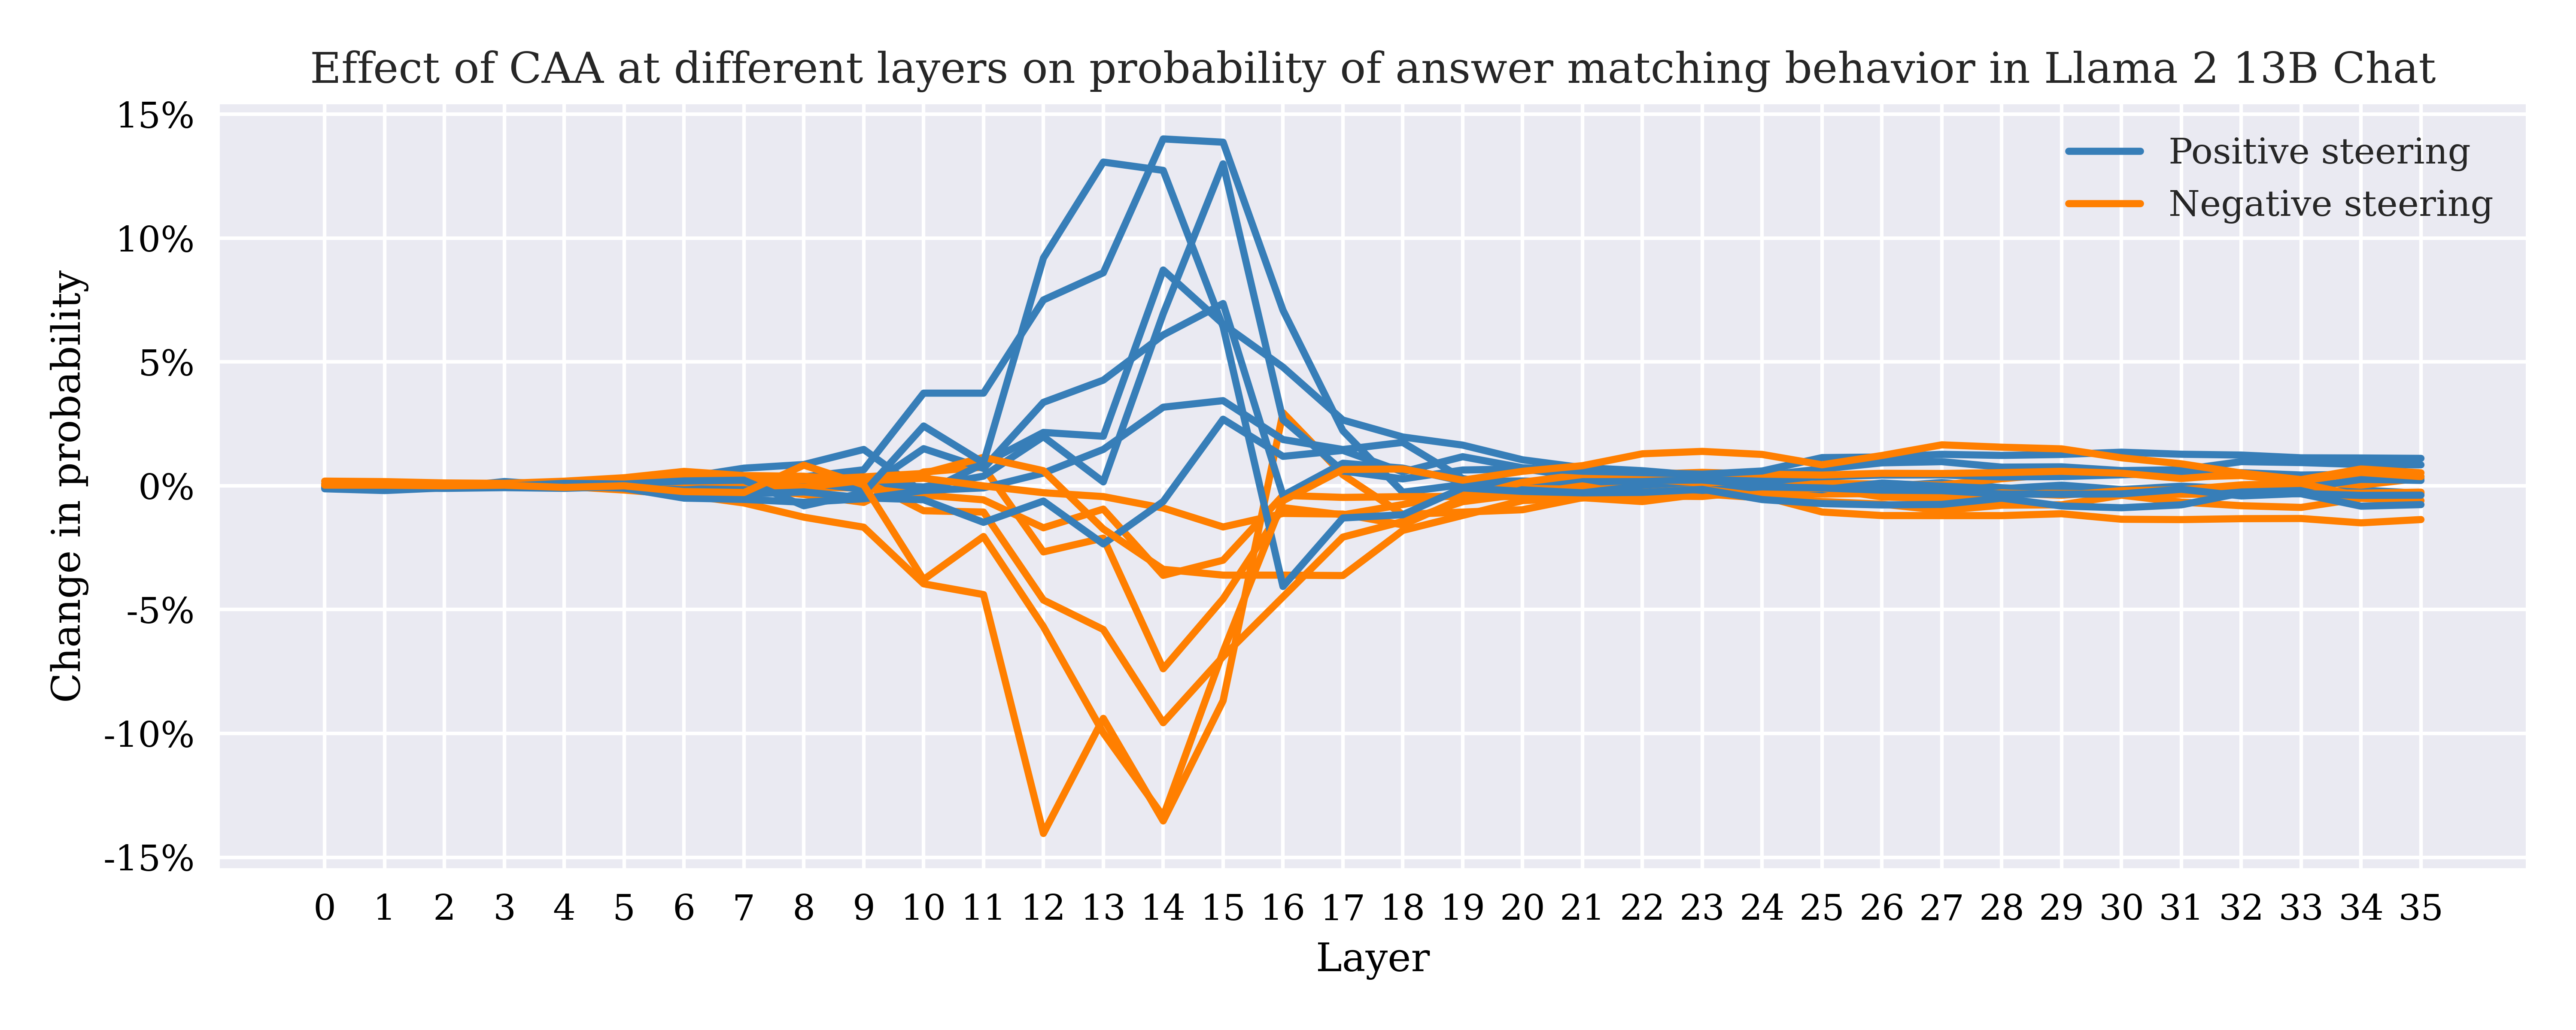 Effect of CAA at different layers on probability of answer matching behavior in Llama 2 13B Chat
15%
10%
5%
0%
-5%
-10%
-15%
Change in probability
Positive steering
Negative steering
0 1 2 3 4 5 6 7 8 9 10 11 12 13 14 15 16 17 18 19 20 21 22 23 24 25 26 27 28 29 30 31 32 33 34 35
Layer